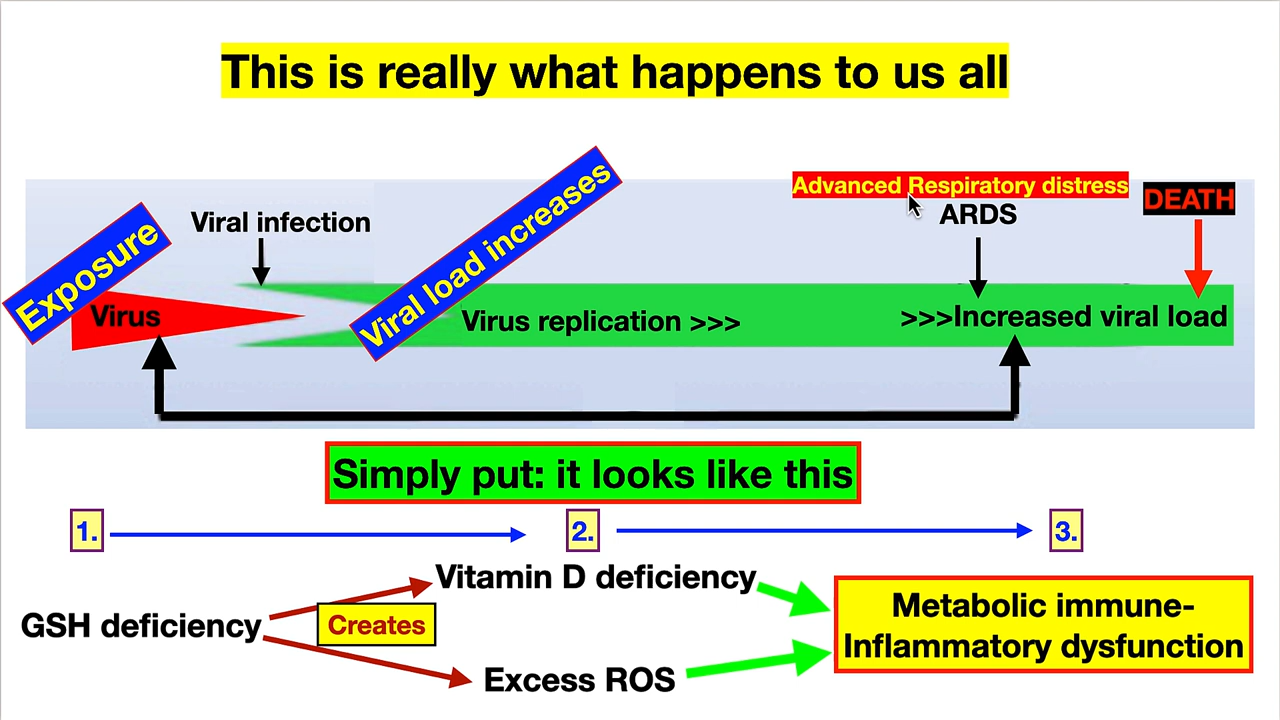 This is really what happens to us all
Exposure
Virus
Viral infection
Viral load increases
Virus replication >>>
Advanced Respiratory distress
ARDS
DEATH
>>>Increased viral load
Simply put: it looks like this
1.
2.
3.
GSH deficiency
Creates
Vitamin D deficiency
Excess ROS
Metabolic immune-
Inflammatory dysfunction